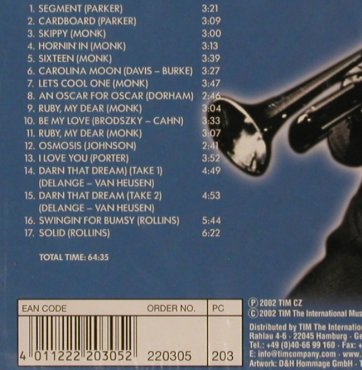 1. SEGMENT (PARKER) 3:21
2. CARDBOARD (PARKER) 3:09
3. SKIPPY (MONK) 3:00
4. HORNIN IN (MONK) 3:13
5. SIXTEEN (MONK) 3:39
6. CAROLINA MOON (DAVIS – BURKE) 3:27
7. LETS COOL ONE (MONK) 3:47
8. AN OSCAR FOR OSCAR (DORHAM) 2:46
9. RUBY, MY DEAR (MONK) 3:04
10. BE MY LOVE (BRODSZKY – CAHN) 3:33
11. RUBY, MY DEAR (MONK) 3:07
12. OSMOSIS (JOHNSON) 2:41
13. I LOVE YOU (PORTER) 3:52
14. DARN THAT DREAM) (TAKE 1) 4:49
(DELANGE – VAN HEUSEN)
15. DARN THAT DREAM (TAKE 2) 4:53
(DELANGE – VAN HEUSEN)
16. SWINGIN FOR BUMSY (ROLLINS) 5:44
17. SOLID (ROLLINS) 6:22
TOTAL TIME: 64:35
EAN CODE ORDER NO. PC
4 011222 203052 220305 203
Ⓟ 2002 TIM CZ
© 2002 TIM The International Mus
Distributed by TIM The Internation
Rahlau 4-6 · 22045 Hamburg · Ge
Tel.: +49 (0)40-66 99 160 · Fax
E: info@timcompany.com · www
Artwork: D&H Hommage GmbH